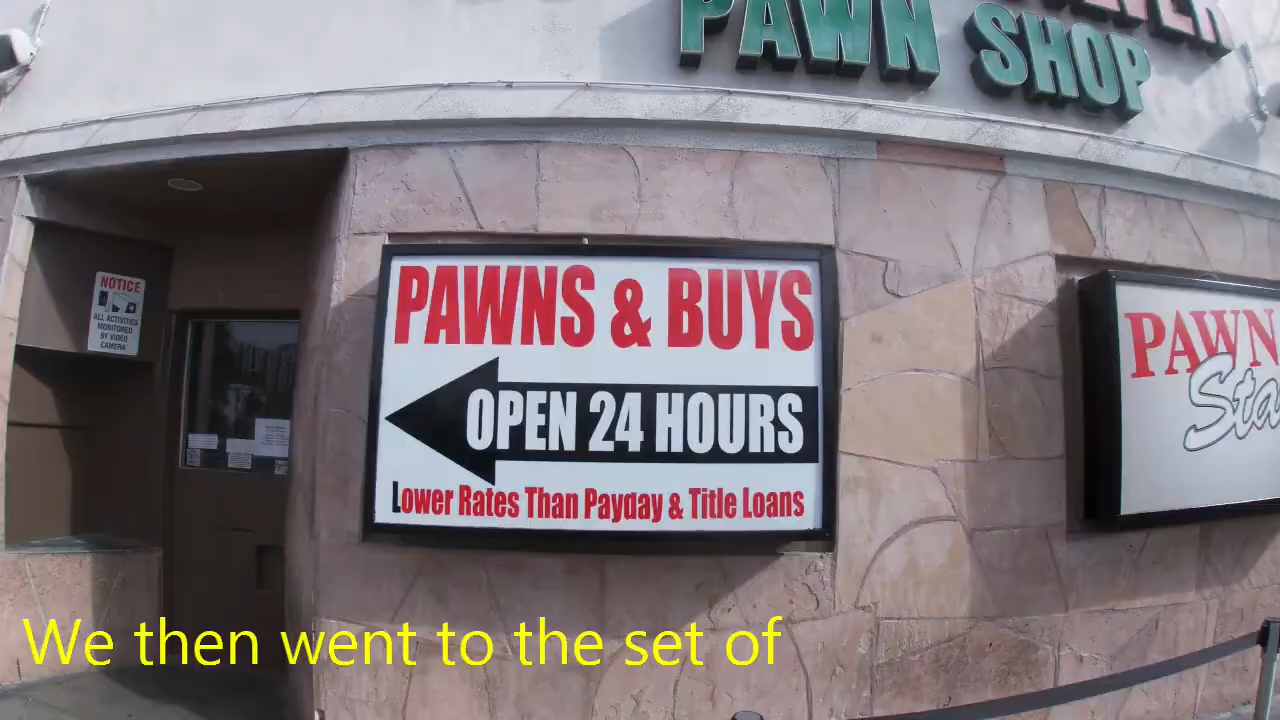 PAWN SHOP
NOTICE
ALL ACTIVITIES
MONITORED
BY VIDEO
CAMERA
PAWNS & BUYS
OPEN 24 HOURS
Lower Rates Than Payday & Title Loans
PAWN
Sta
We then went to the set of